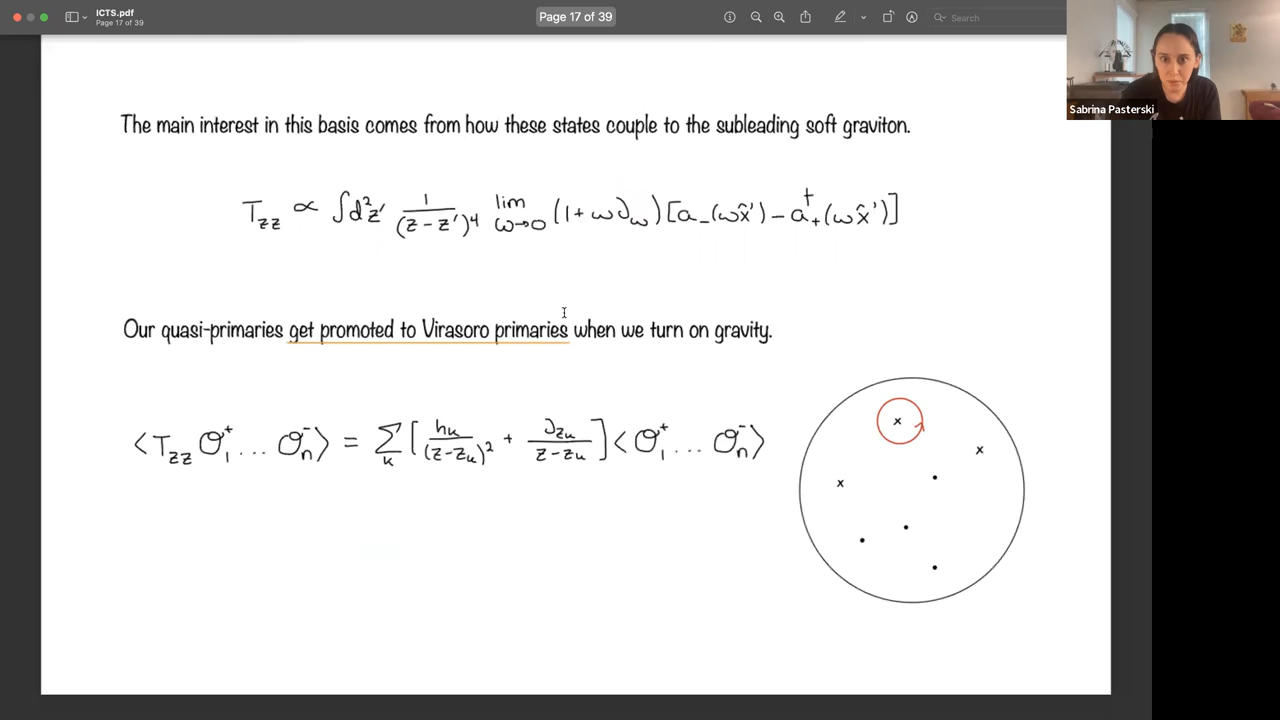 ICTS.pdf
Page 17 of 39
Page 17 of 39
Search
Sabrina Pasterski
The main interest in this basis comes from how these states couple to the subleading soft graviton.
T_zz ∝ ∫d²z' 1/(z-z')⁴ lim ω→0 (1+ω∂_ω)[a_-(ωx̂') - a_+^†(ωx̂')]
Our quasi-primaries get promoted to Virasoro primaries when we turn on gravity.
⟨T_zz O_1^+ ... O_n^-⟩ = Σ_k [h_k/(z-z_k)² + ∂_{z_k}/(z-z_k)] ⟨O_1^+ ... O_n^-⟩
x
x
x